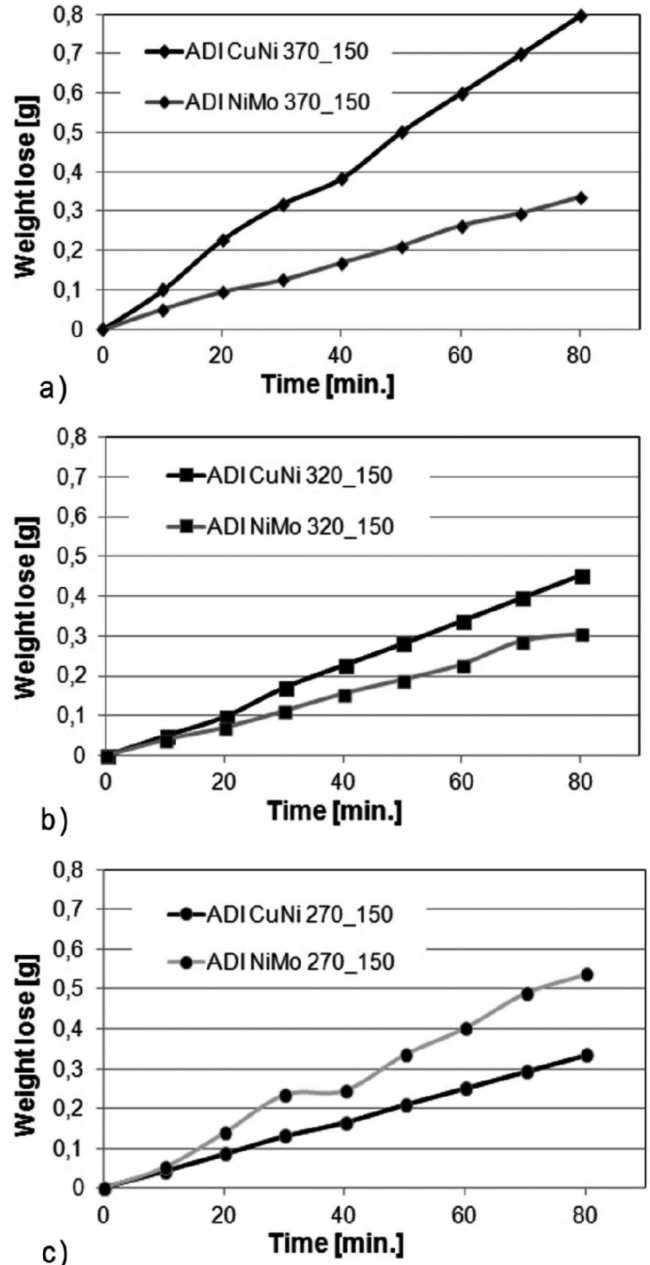 0,8
0,7
0,6
0,5
0,4
0,3
0,2
0,1
0
Weight lose [g]
ADI CuNi 370_150
ADI NiMo 370_150
0 20 40 60 80
Time [min.]
a)
0,8
0,7
0,6
0,5
0,4
0,3
0,2
0,1
0
Weight lose [g]
ADI CuNi 320_150
ADI NiMo 320_150
0 20 40 60 80
Time [min.]
b)
0,8
0,7
0,6
0,5
0,4
0,3
0,2
0,1
0
Weight lose [g]
ADI CuNi 270_150
ADI NiMo 270_150
0 20 40 60 80
Time [min.]
c)